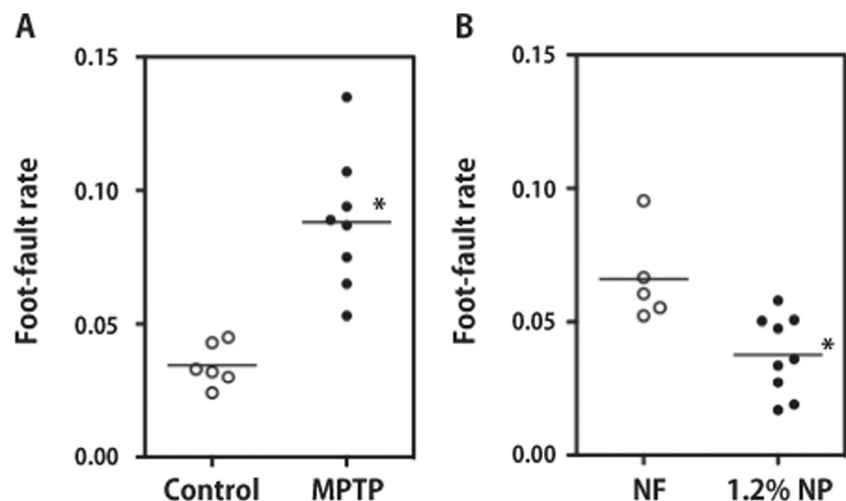 A
Foot-fault rate
0.15
0.10
0.05
0.00
*
Control MPTP
B
Foot-fault rate
0.15
0.10
0.05
0.00
*
NF 1.2% NP